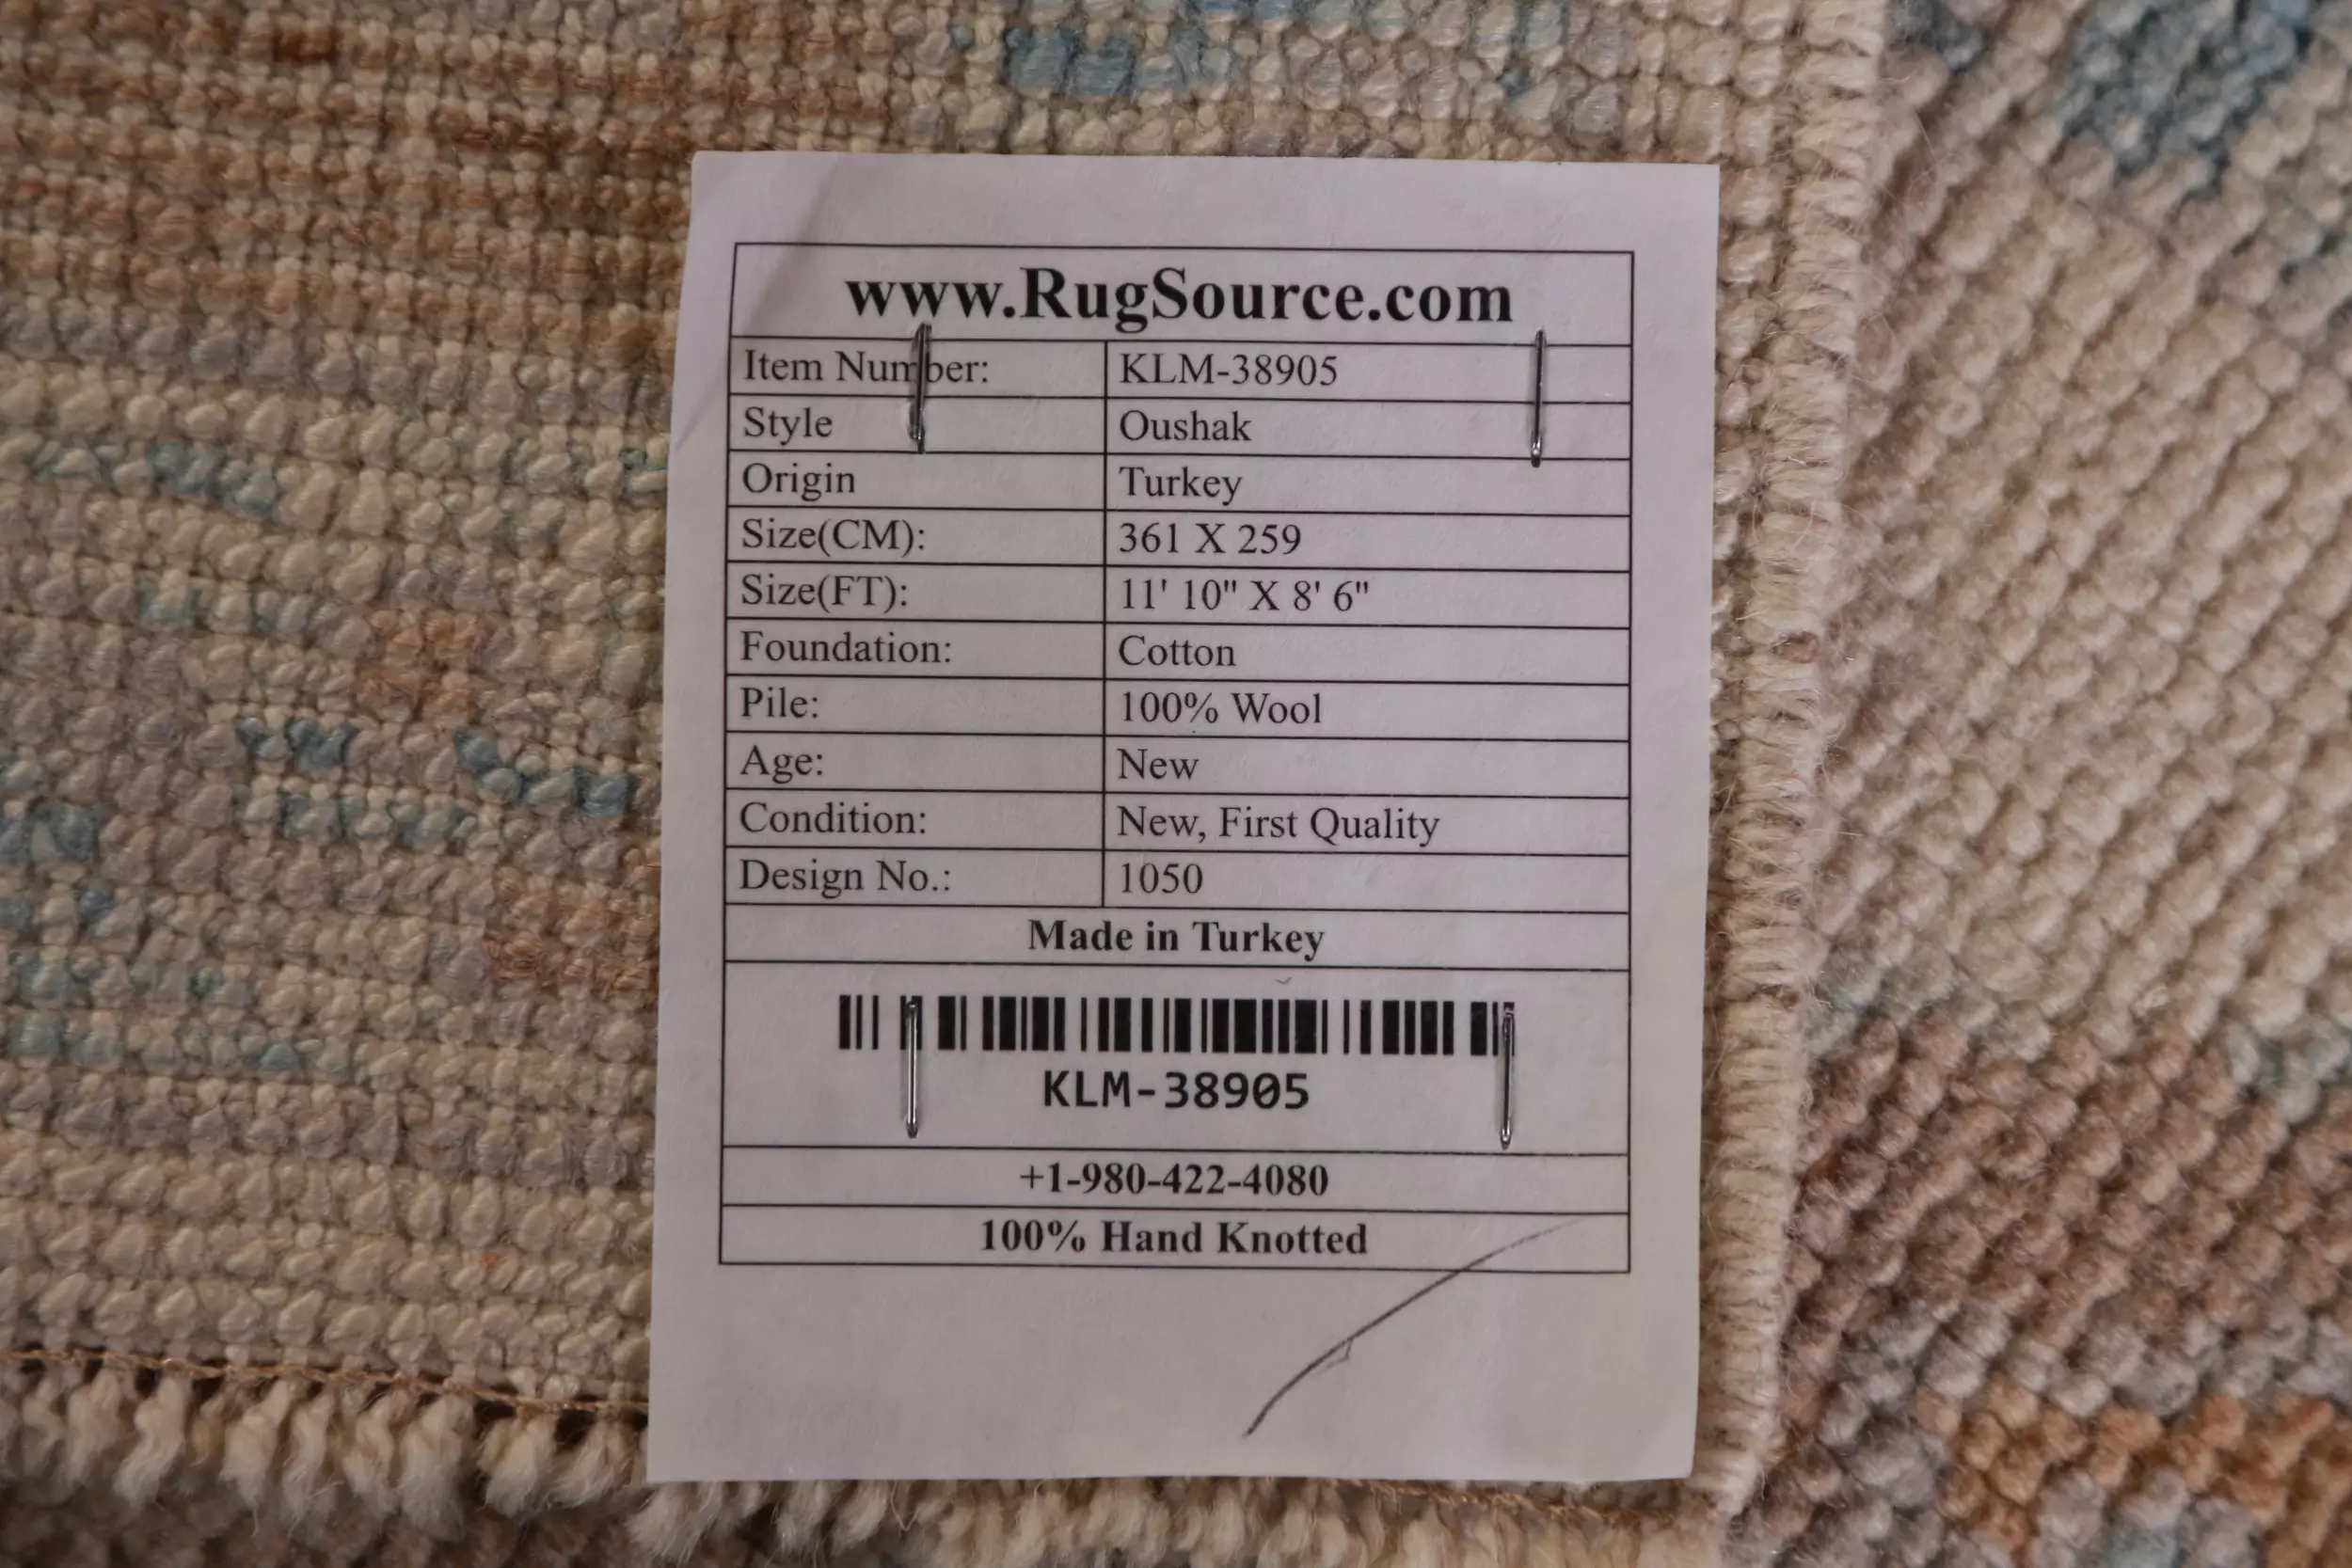 www.RugSource.com
Item Number: KLM-38905
Style Oushak
Origin Turkey
Size(CM): 361 X 259
Size(FT): 11' 10" X 8' 6"
Foundation: Cotton
Pile: 100% Wool
Age: New
Condition: New, First Quality
Design No.: 1050
Made in Turkey
KLM-38905
+1-980-422-4080
100% Hand Knotted